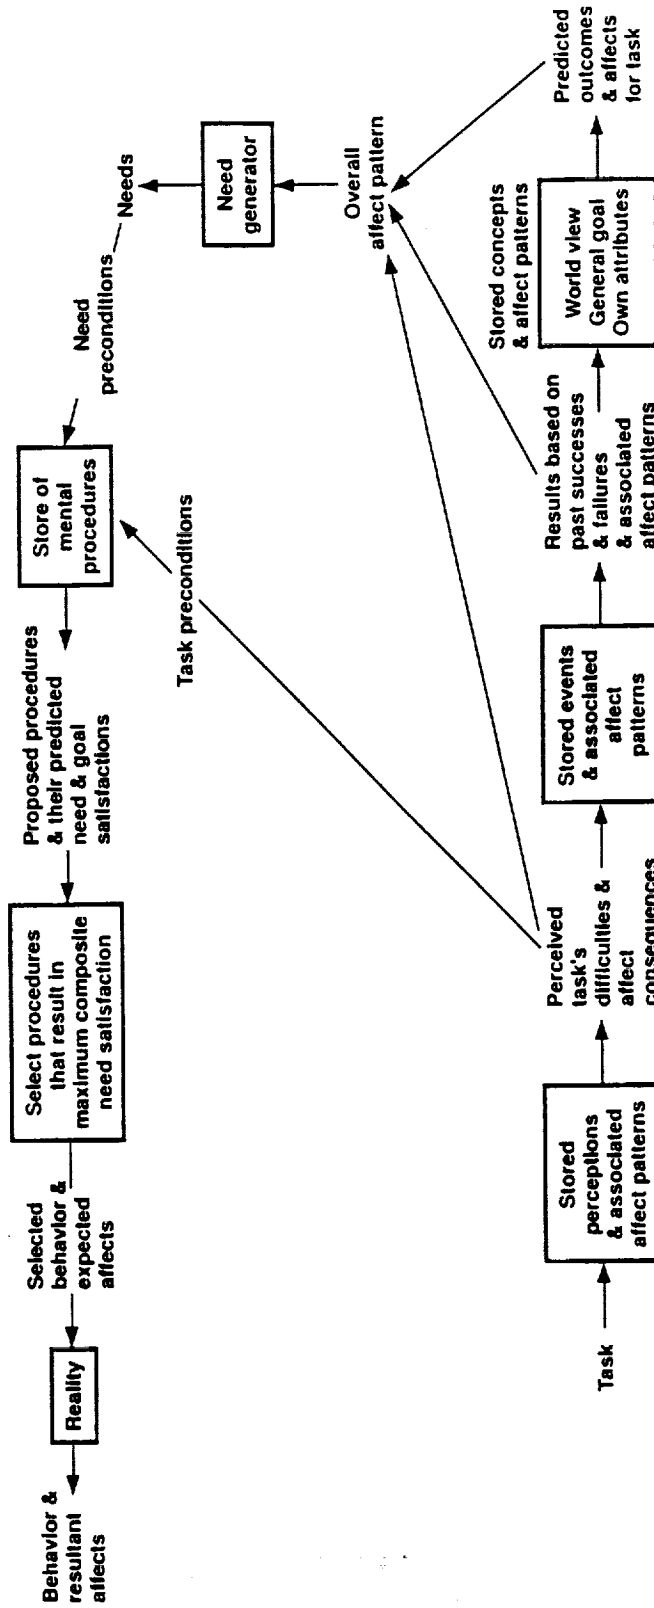 Behavior &
resultant
affects
Reality
Selected
behavior &
expected
affects
Select procedures
that result in
maximum composite
need satisfaction
Proposed procedures
& their predicted
need & goal
satisfactions
Store of
mental
procedures
Need
preconditions
Needs
Task preconditions
Need
generator
Overall
affect pattern
Task
Stored
perceptions
& associated
affect patterns
Perceived
task's
difficulties &
affect
consequences
Stored events
& associated
affect
patterns
Results based on
past successes
& failures
& associated
affect patterns
Stored concepts
& affect patterns
World view
General goal
Own attributes
Predicted
outcomes
& affects
for task